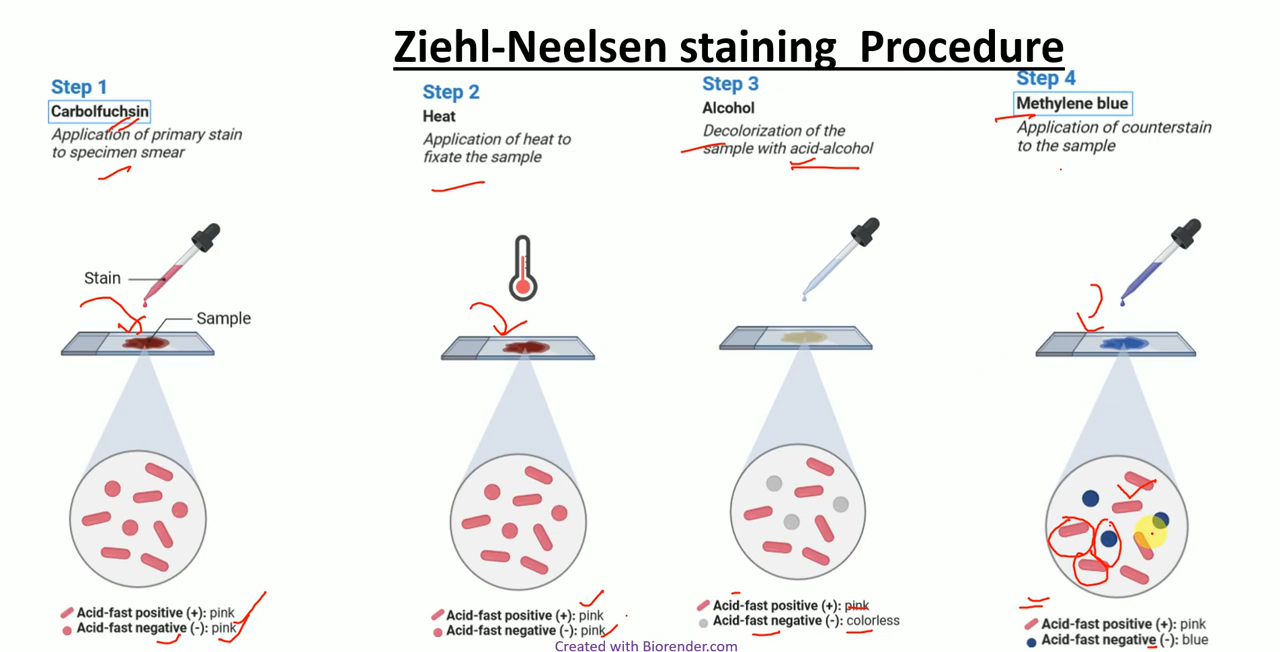 Ziehl-Neelsen staining Procedure
Step 1
Carbolfuchsin
Application of primary stain
to specimen smear
Stain
Sample
Acid-fast positive (+): pink
Acid-fast negative (-): pink
Step 2
Heat
Application of heat to
fixate the sample
Acid-fast positive (+): pink
Acid-fast negative (-): pink
Step 3
Alcohol
Decolorization of the
sample with acid-alcohol
Acid-fast positive (+): pink
Acid-fast negative (-): colorless
Step 4
Methylene blue
Application of counterstain
to the sample
Acid-fast positive (+): pink
Acid-fast negative (-): blue
Created with Biorender.com